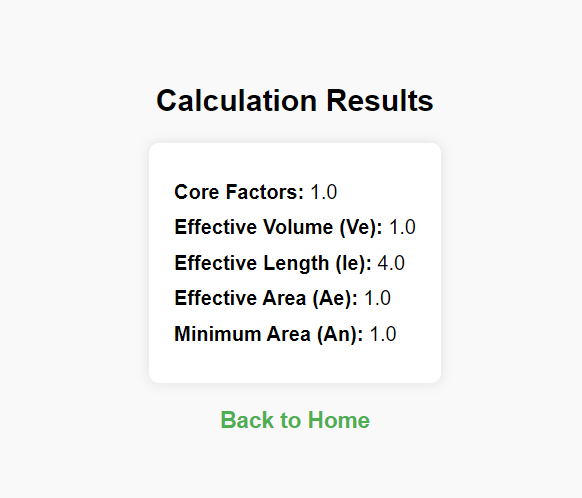 Calculation Results
Core Factors: 1.0
Effective Volume (Ve): 1.0
Effective Length (le): 4.0
Effective Area (Ae): 1.0
Minimum Area (An): 1.0
Back to Home